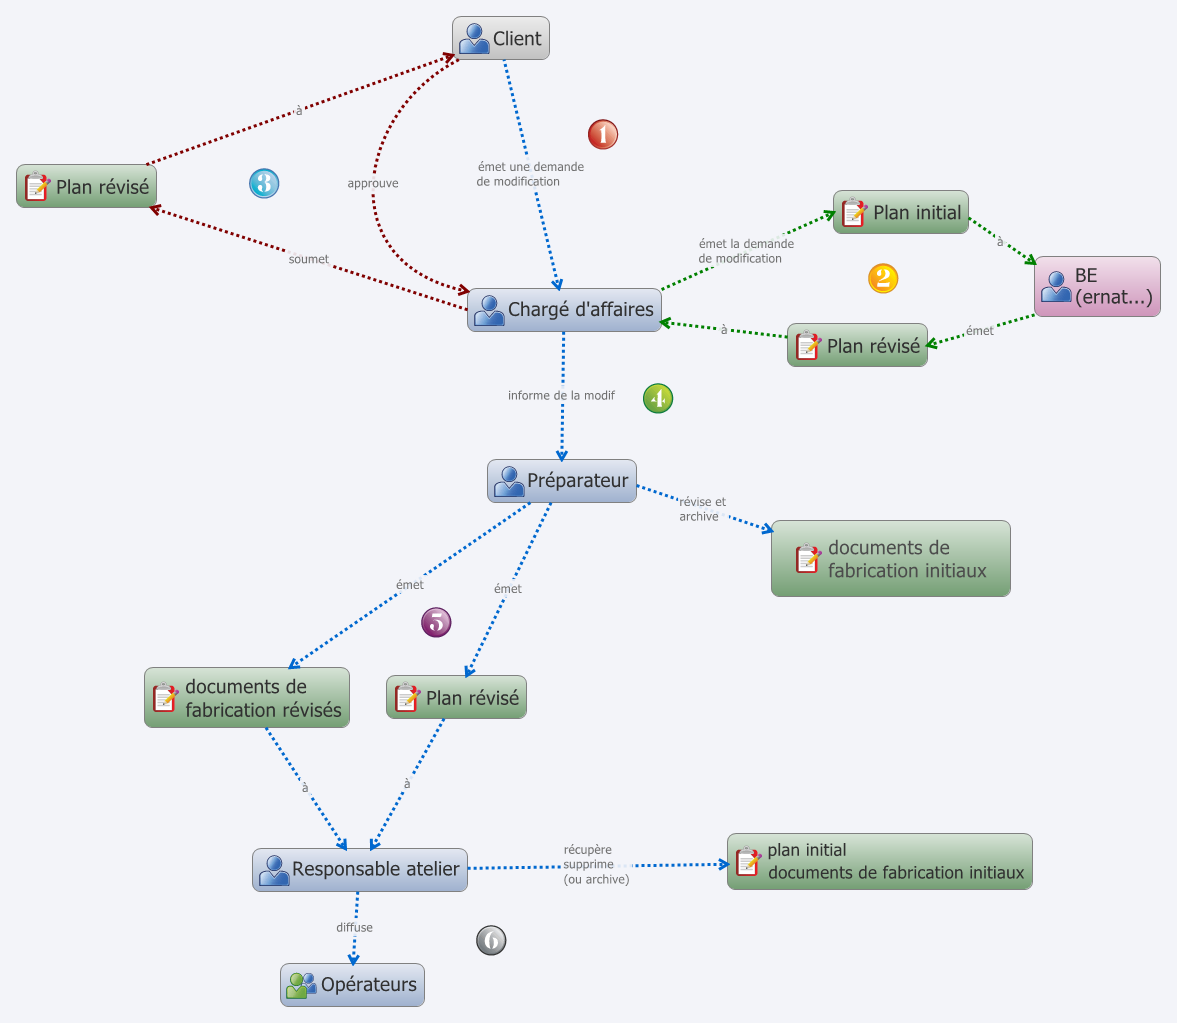 Client
à
1
émet une demande
de modification
3
Plan révisé
approuve
Plan initial
émet la demande
de modification
à
soumet
2
BE
(ernat...)
Chargé d'affaires
à
émet
Plan révisé
informe de la modif
4
Préparateur
révise et
archive
documents de
fabrication initiaux
émet
émet
5
documents de
fabrication révisés
Plan révisé
à
à
récupère
supprime
(ou archive)
plan initial
documents de fabrication initiaux
Responsable atelier
diffuse
6
Opérateurs